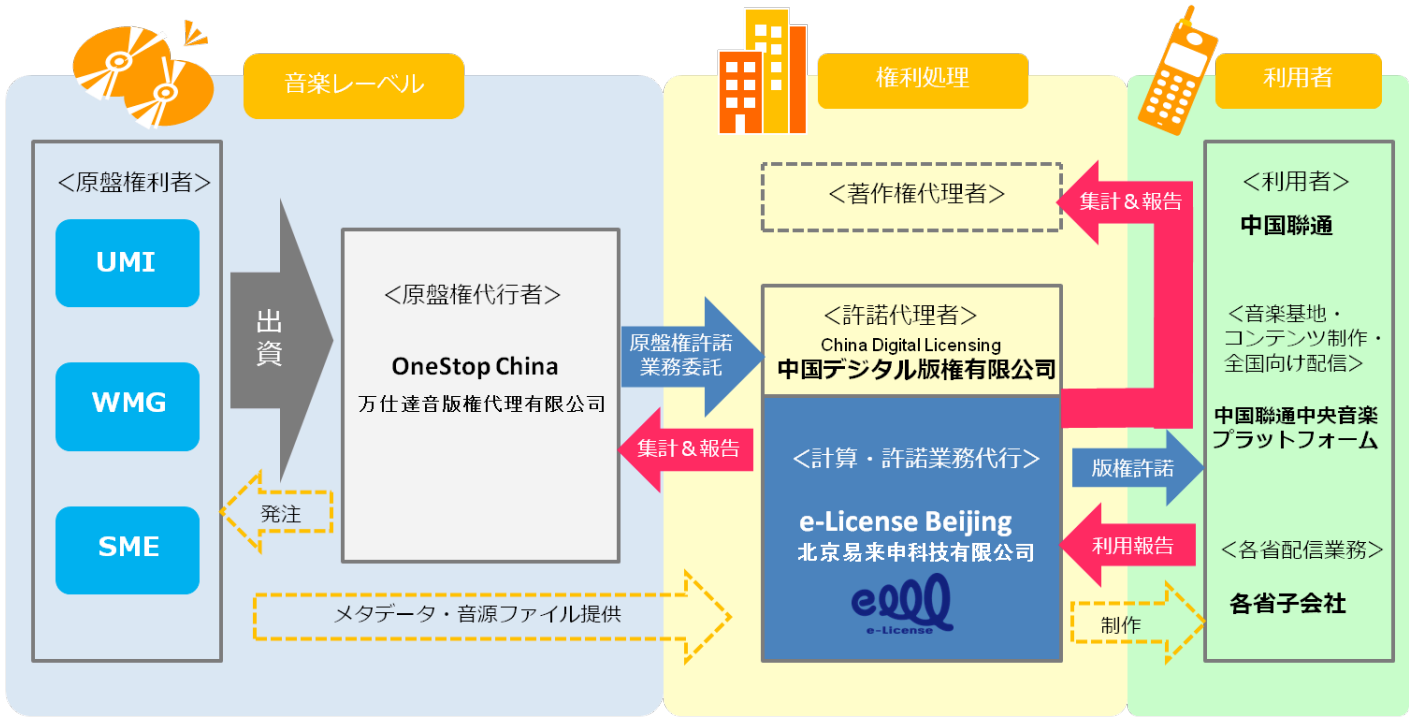 音楽レーベル
権利処理
利用者
＜原盤権利者＞
UMI
WMG
SME
出
資
発注
＜原盤権代行者＞
OneStop China
万仕達音版権代理有限公司
メタデータ・音源ファイル提供
原盤権許諾
業務委託
集計＆報告
＜著作権代理者＞
＜許諾代理者＞
China Digital Licensing
中国デジタル版権有限公司
＜計算・許諾業務代行＞
e-License Beijing
北京易来申科技有限公司
e-License
集計＆報告
版権許諾
利用報告
制作
＜利用者＞
中国聯通
＜音楽基地・
コンテンツ制作・
全国向け配信＞
中国聯通中央音楽
プラットフォーム
＜各省配信業務＞
各省子会社